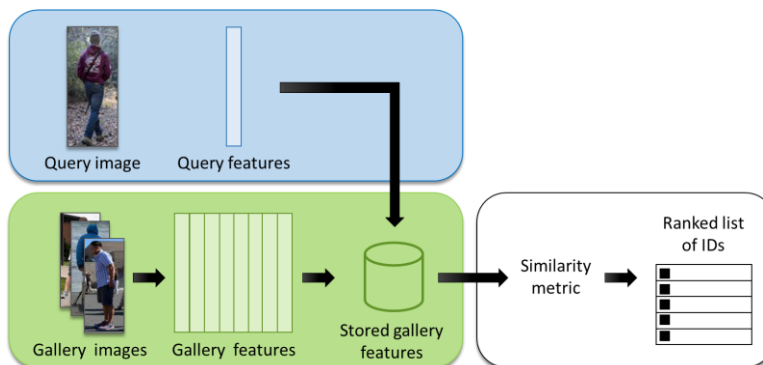 Query image
Query features
Gallery images
Gallery features
Stored gallery
features
Similarity
metric
Ranked list
of IDs